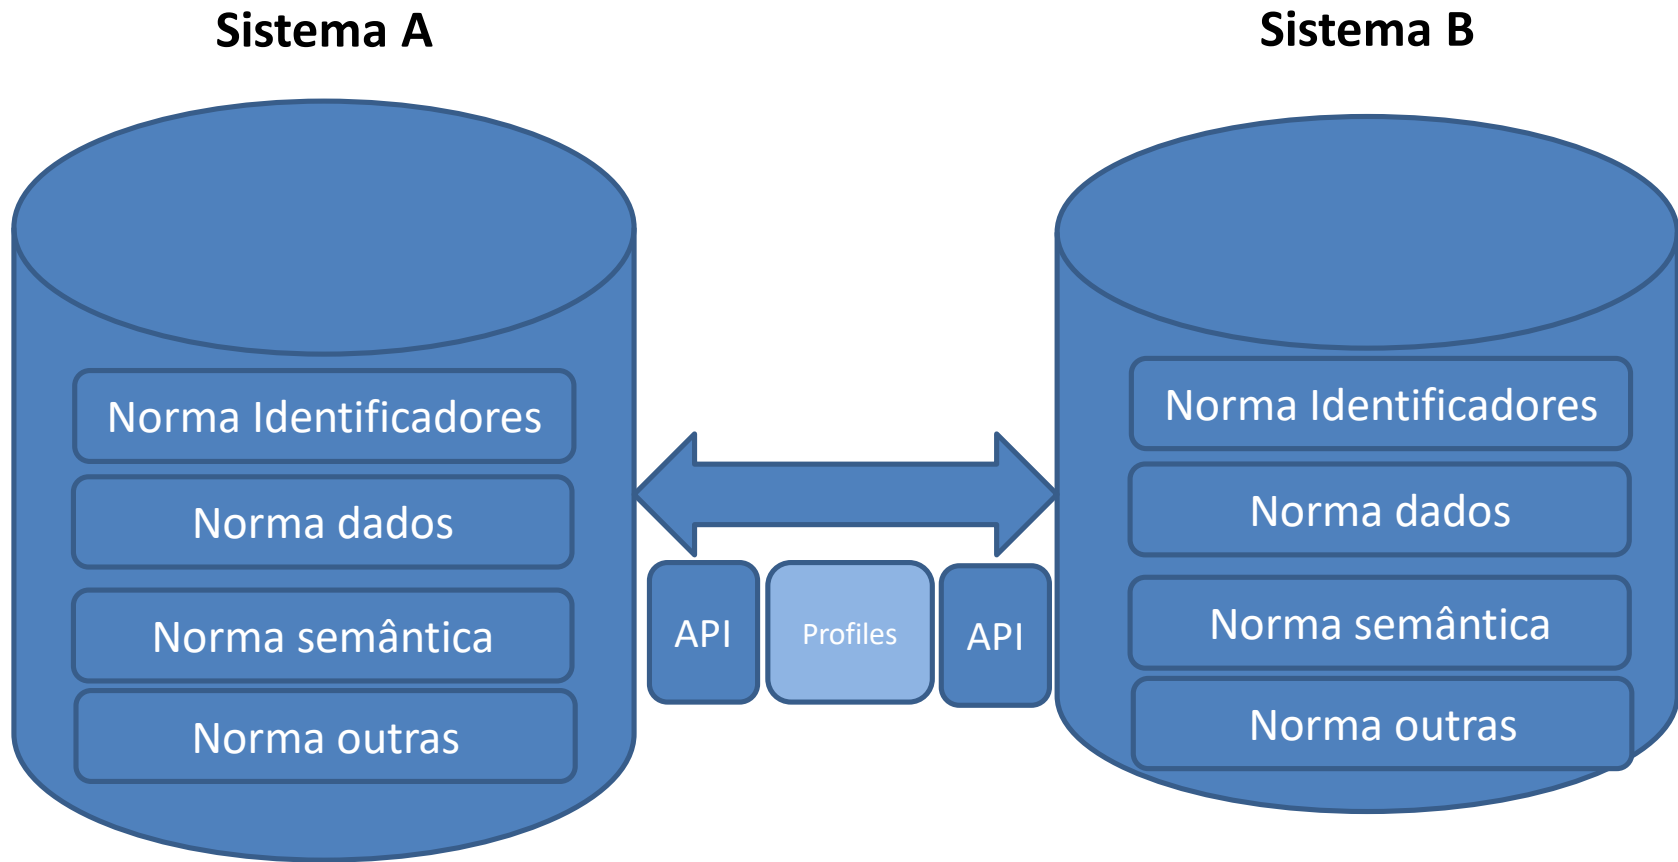 Sistema A
Sistema B
Norma Identificadores
Norma dados
Norma semântica
Norma outras
API
Profiles
API
Norma Identificadores
Norma dados
Norma semântica
Norma outras